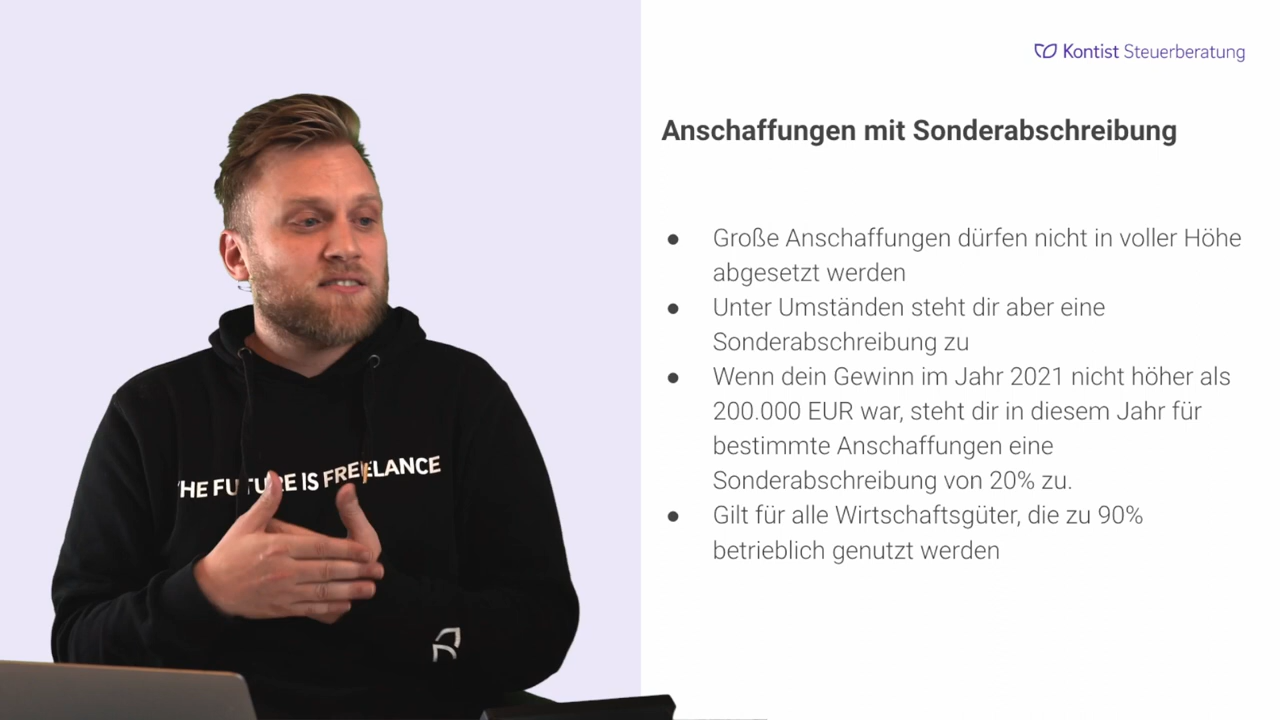 Kontist Steuerberatung
Anschaffungen mit Sonderabschreibung
● Große Anschaffungen dürfen nicht in voller Höhe
abgesetzt werden
● Unter Umständen steht dir aber eine
Sonderabschreibung zu
● Wenn dein Gewinn im Jahr 2021 nicht höher als
200.000 EUR war, steht dir in diesem Jahr für
bestimmte Anschaffungen eine
Sonderabschreibung von 20% zu.
● Gilt für alle Wirtschaftsgüter, die zu 90%
betrieblich genutzt werden
THE FUTURE IS FREELANCE